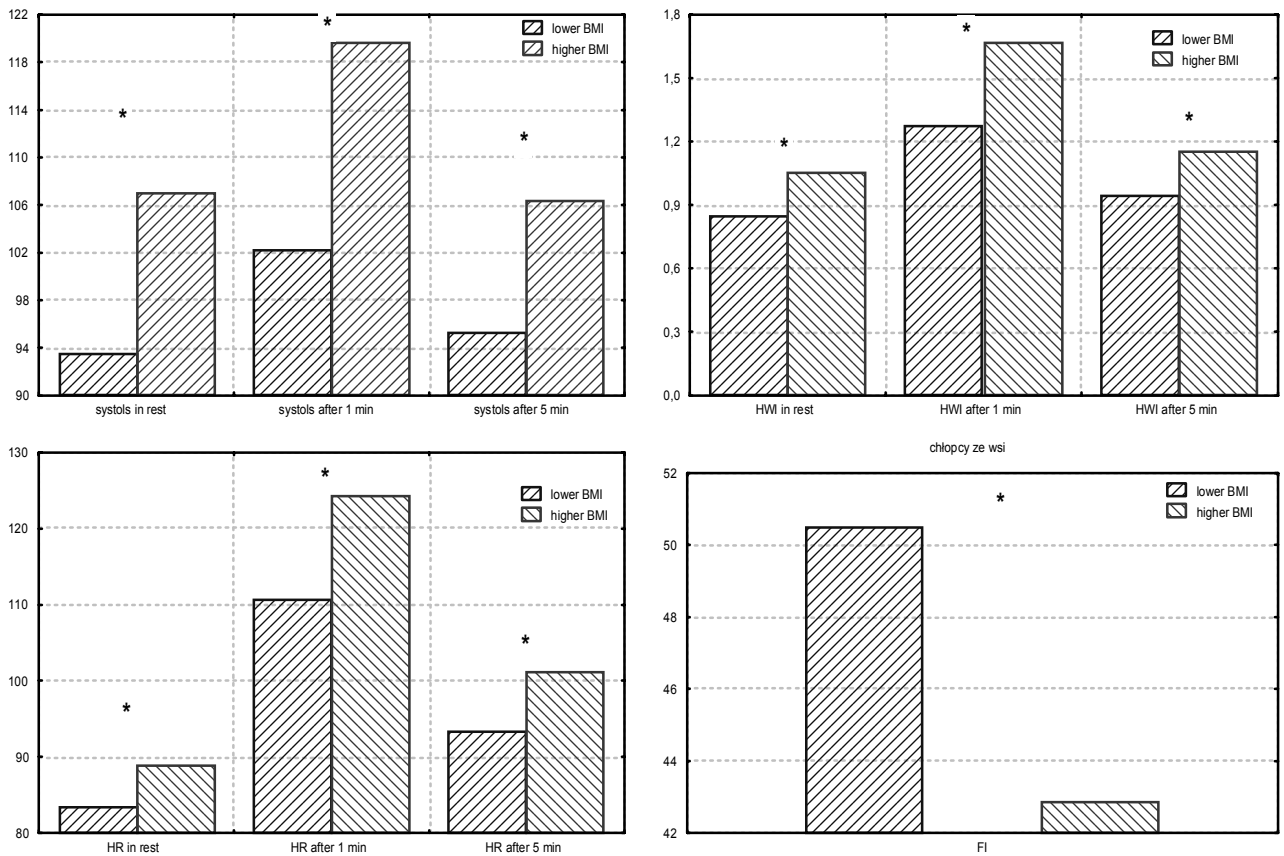 122
118
114
110
106
102
98
94
90
*
*
*
lower BMI
higher BMI
systols in rest
systols after 1 min
systols after 5 min
1,8
1,5
1,2
0,9
0,6
0,3
0,0
*
*
*
lower BMI
higher BMI
HWI in rest
HWI after 1 min
HWI after 5 min
130
120
110
100
90
80
*
*
*
lower BMI
higher BMI
HR in rest
HR after 1 min
HR after 5 min
chłopcy ze wsi
52
50
48
46
44
42
*
lower BMI
higher BMI
FI